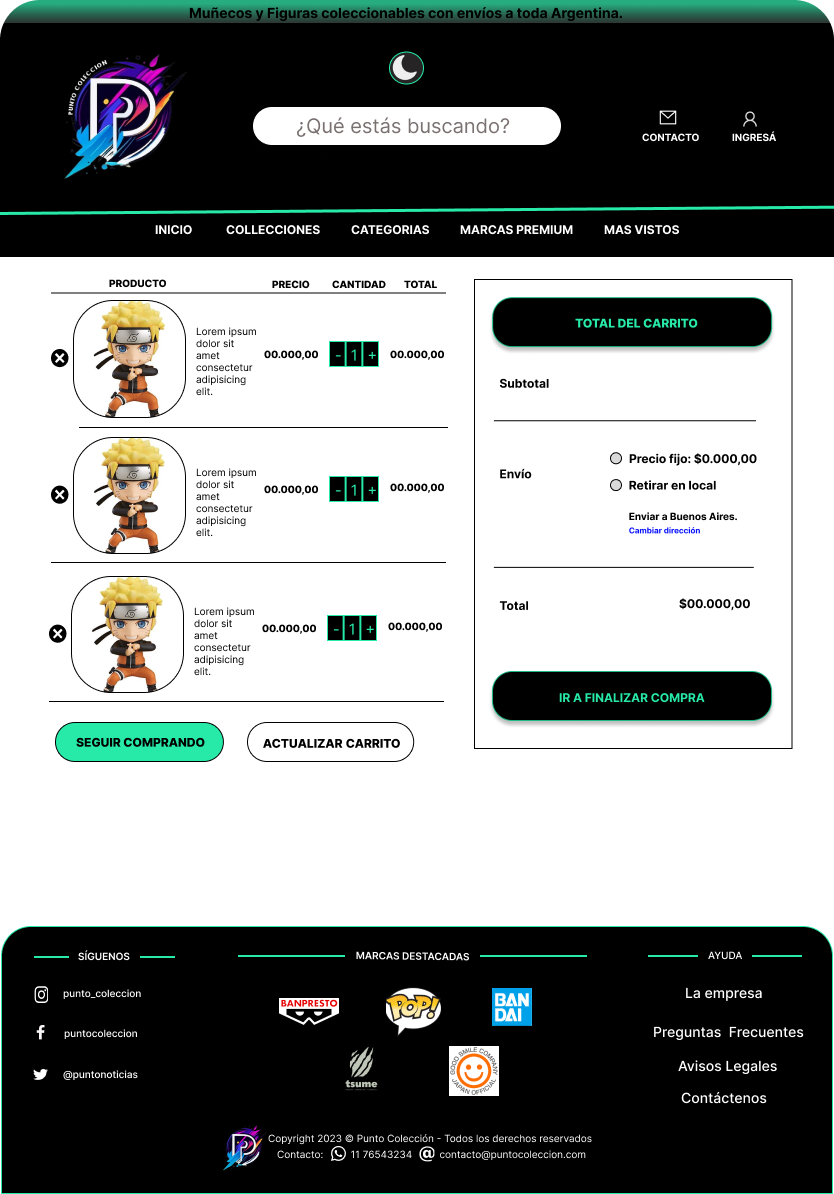 Muñecos y Figuras coleccionables con envíos a toda Argentina.
PUNTO COLECCION
¿Qué estás buscando?
CONTACTO
INGRESÁ
INICIO COLLECCIONES CATEGORIAS MARCAS PREMIUM MAS VISTOS
PRODUCTO PRECIO CANTIDAD TOTAL
Lorem ipsum
dolor sit
amet
consectetur
adipisicing
elit.
00.000,00 - 1 + 00.000,00
Lorem ipsum
dolor sit
amet
consectetur
adipisicing
elit.
00.000,00 - 1 + 00.000,00
Lorem ipsum
dolor sit
amet
consectetur
adipisicing
elit.
00.000,00 - 1 + 00.000,00
SEGUIR COMPRANDO
ACTUALIZAR CARRITO
TOTAL DEL CARRITO
Subtotal
Envío
Precio fijo: $0.000,00
Retirar en local
Enviar a Buenos Aires.
Cambiar dirección
Total $00.000,00
IR A FINALIZAR COMPRA
SÍGUENOS
punto_coleccion
puntocoleccion
@puntonoticias
MARCAS DESTACADAS
BANPRESTO
POP!
BAN
DAI
tsume
GOOD SMILE COMPANY
JAPAN OFFICIAL
AYUDA
La empresa
Preguntas Frecuentes
Avisos Legales
Contáctenos
Copyright 2023 © Punto Colección - Todos los derechos reservados
Contacto: 11 76543234 @ contacto@puntocoleccion.com